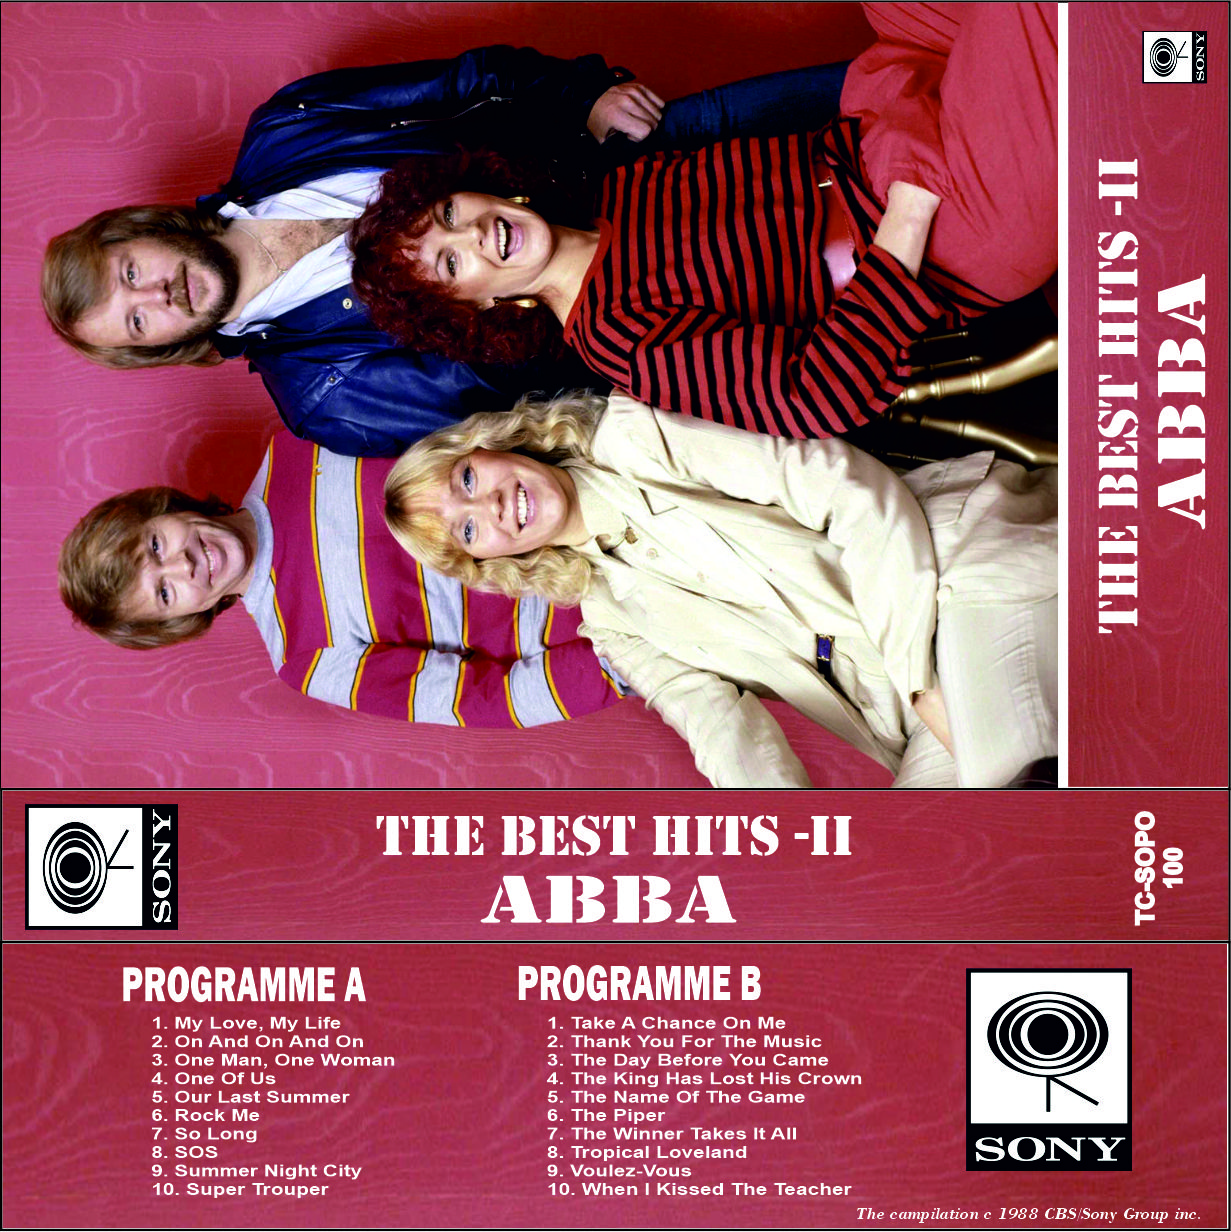 SONY
THE BEST HITS -II
ABBA
SONY
THE BEST HITS -II
ABBA
TC-SOPO
100
PROGRAMME A
1. My Love, My Life
2. On And On And On
3. One Man, One Woman
4. One Of Us
5. Our Last Summer
6. Rock Me
7. So Long
8. SOS
9. Summer Night City
10. Super Trouper
PROGRAMME B
1. Take A Chance On Me
2. Thank You For The Music
3. The Day Before You Came
4. The King Has Lost His Crown
5. The Name Of The Game
6. The Piper
7. The Winner Takes It All
8. Tropical Loveland
9. Voulez-Vous
10. When I Kissed The Teacher
SONY
The campilation c 1988 CBS/Sony Group inc.